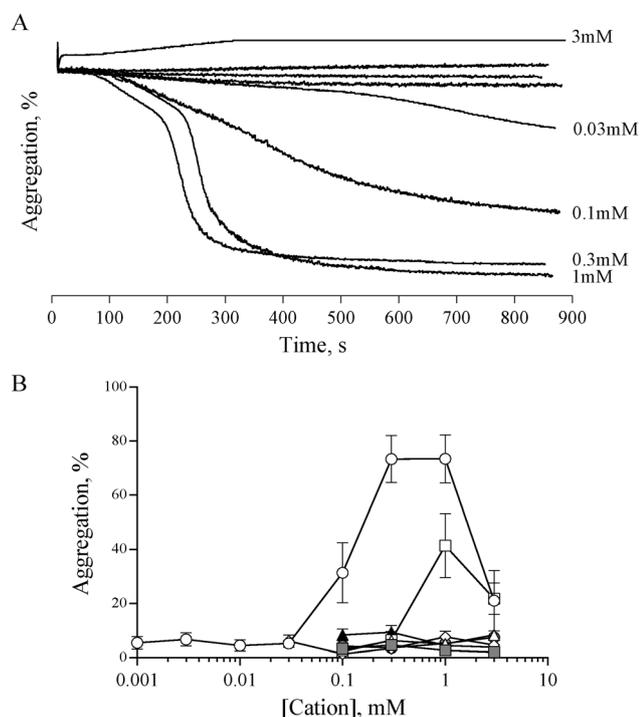 A
Aggregation, %
3mM
0.03mM
0.1mM
0.3mM
1mM
0 100 200 300 400 500 600 700 800 900
Time, s
B
Aggregation, %
100
80
60
40
20
0
0.001 0.01 0.1 1 10
[Cation], mM